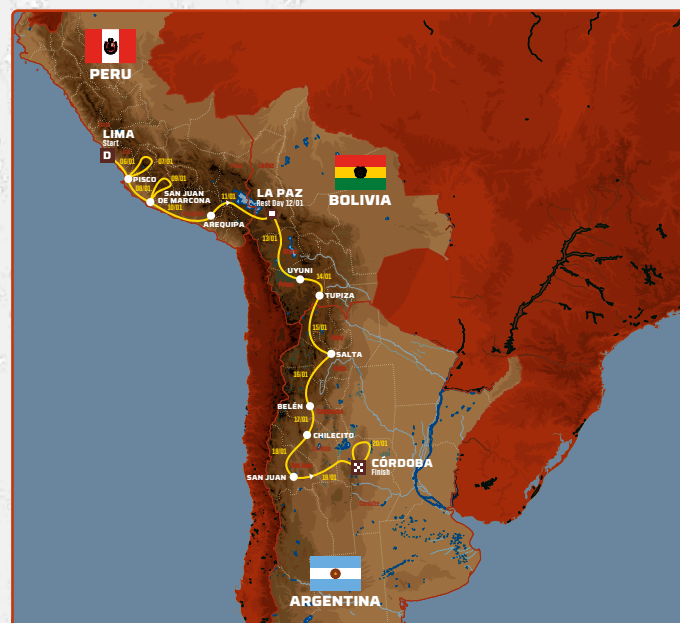 PERU
LIMA
Start
D
06/01
07/01
PISCO
09/01
08/01
SAN JUAN
DE MARCONA
10/01
11/01
AREQUIPA
LA PAZ
Rest Day 12/01
BOLIVIA
13/01
UYUNI
14/01
TUPIZA
15/01
SALTA
16/01
BELÉN
17/01
CHILECITO
18/01
20/01
CÓRDOBA
Finish
SAN JUAN
19/01
ARGENTINA